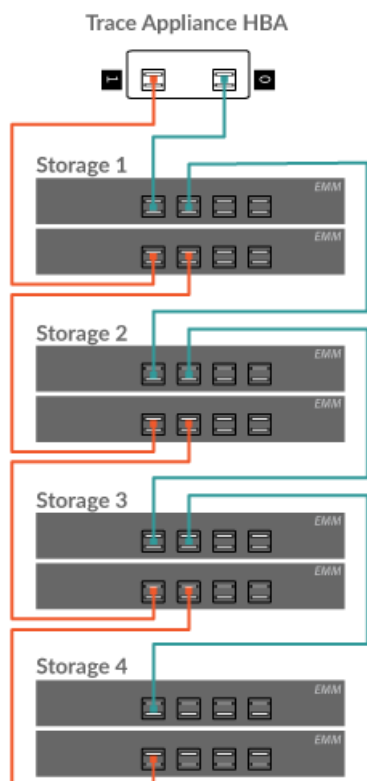 Trace Appliance HBA
1 0
Storage 1
EMM
EMM
Storage 2
EMM
EMM
Storage 3
EMM
EMM
Storage 4
EMM
EMM